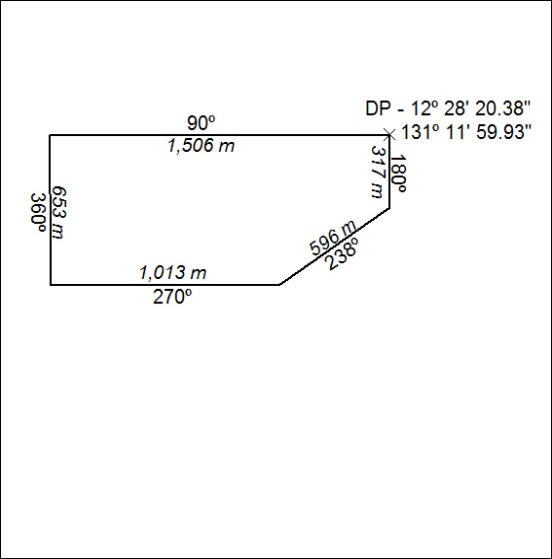 DP - 12º 28' 20.38"
131º 11' 59.93"
90º
1,506 m
317 m
180º
653 m
360º
596 m
238º
1,013 m
270º